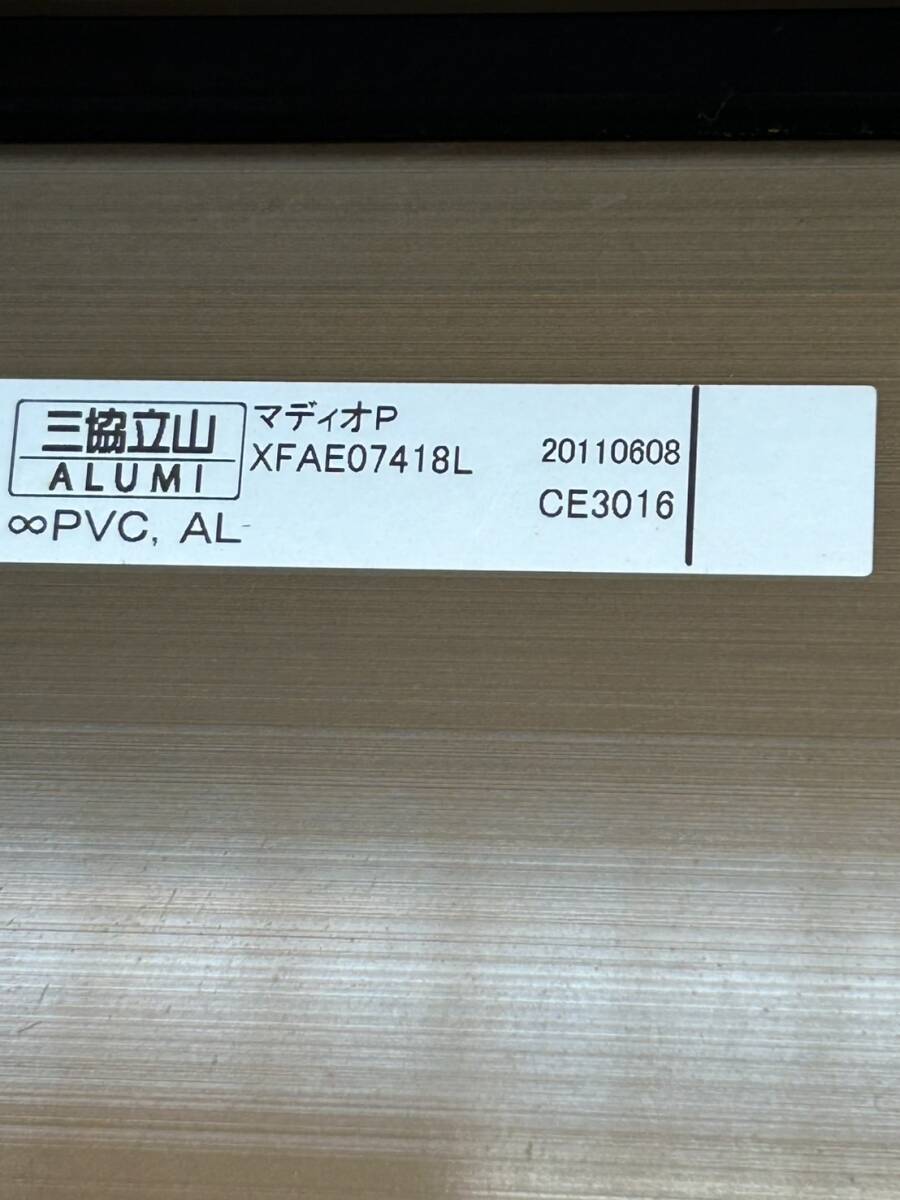 三協立山
ALUMI
マディオP
XFAE07418L
20110608
CE3016
∞PVC, AL